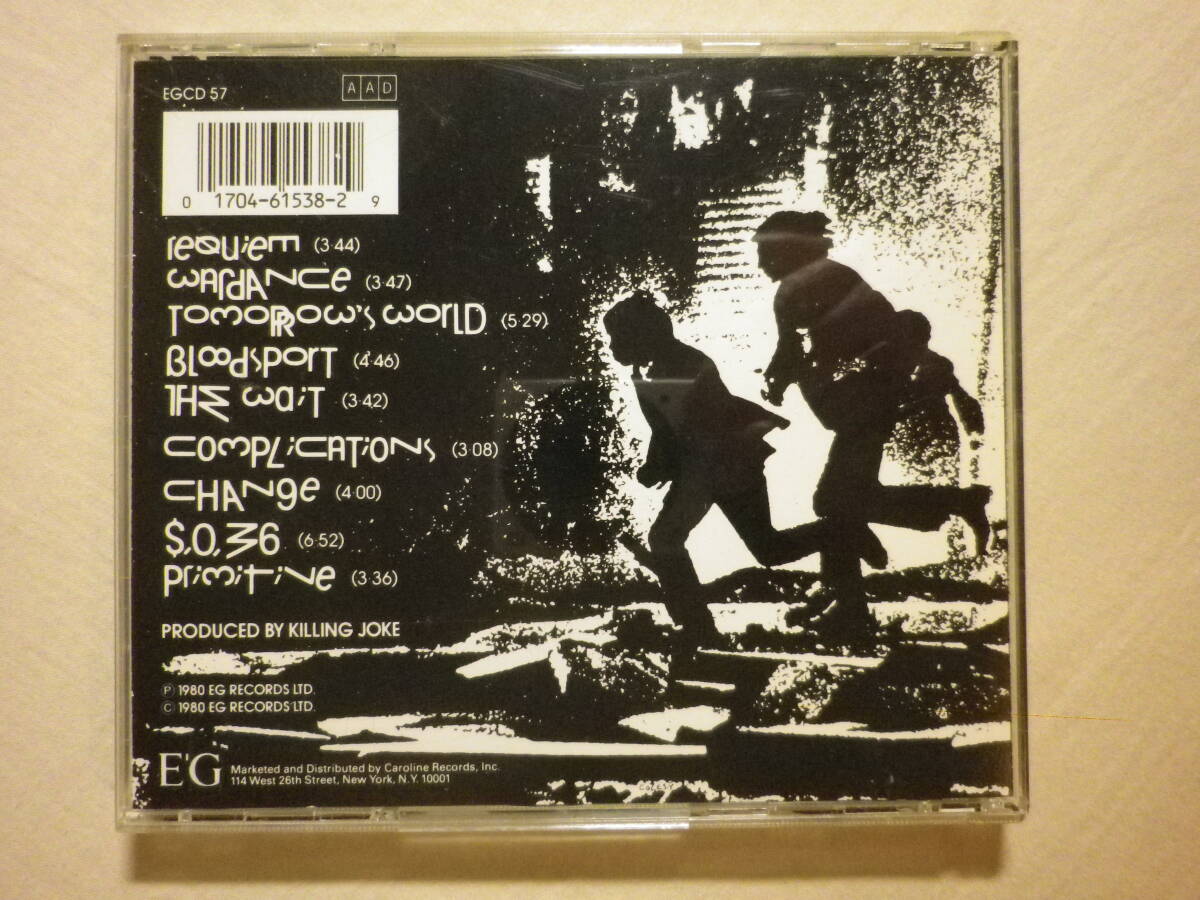 EGCD 57
AAD
0 1704-61538-2 9
REQUIEM (3·44)
WARDANCE (3·47)
TOMORROW'S WORLD (5·29)
BLOODSPORT (4·46)
THE WAIT (3·42)
COMPLICATIONS (3·08)
CHANGE (4·00)
S.O.36 (6·52)
PRIMITIVE (3·36)
PRODUCED BY KILLING JOKE
℗ 1980 EG RECORDS LTD.
© 1980 EG RECORDS LTD.
E'G
Marketed and Distributed by Caroline Records, Inc.
114 West 26th Street, New York, N.Y. 10001